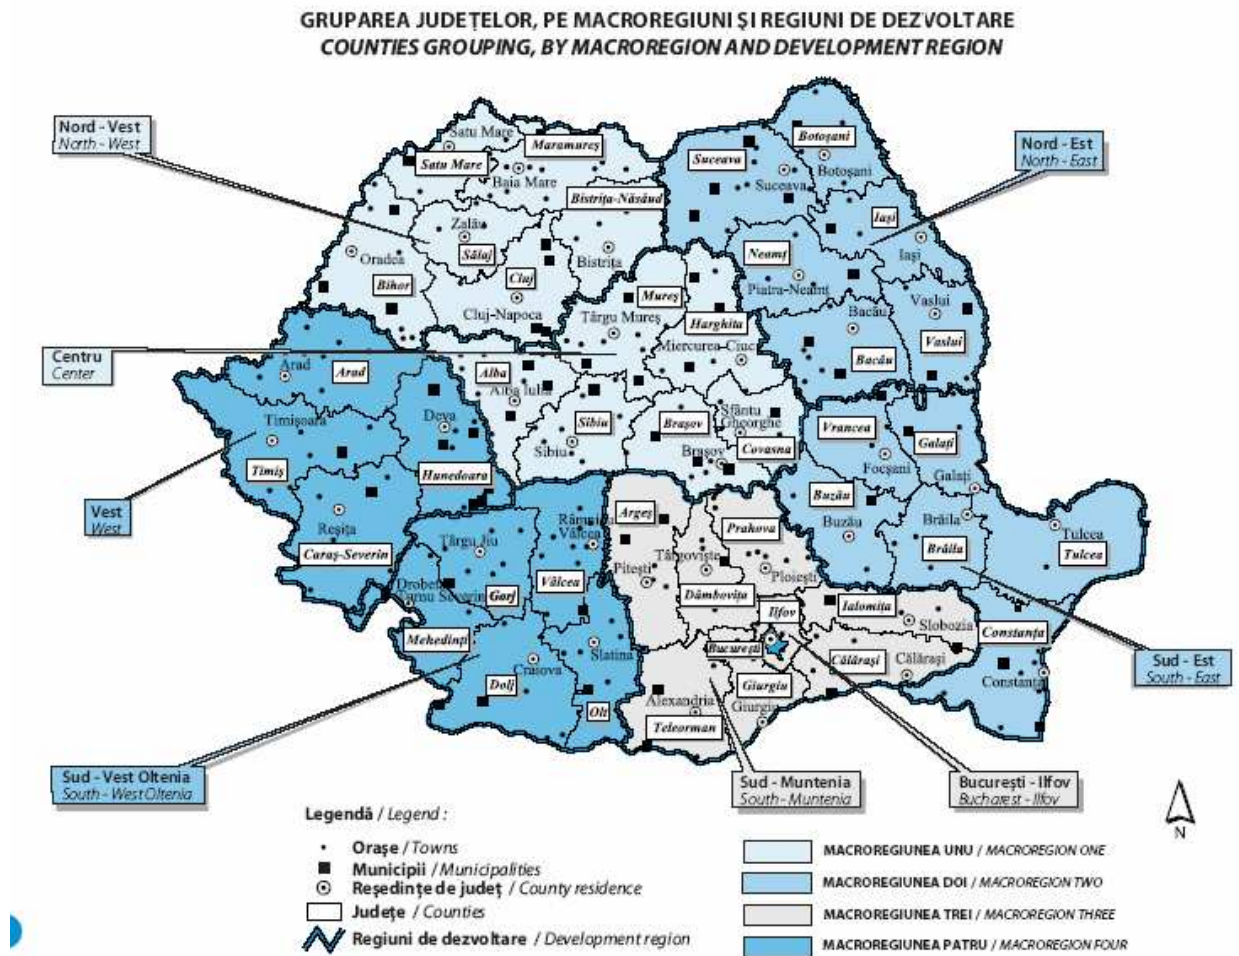 GRUPAREA JUDEȚELOR, PE MACROREGIUNI ȘI REGIUNI DE DEZVOLTARE
COUNTIES GROUPING, BY MACROREGION AND DEVELOPMENT REGION
Nord - Vest
North - West
Nord - Est
North - East
Centru
Center
Vest
West
Sud - Vest Oltenia
South - West Oltenia
Sud - Muntenia
South - Muntenia
București - Ilfov
Bucharest - Ilfov
Sud - Est
South - East
Satu Mare
Satu Mare
Maramureș
Baia Mare
Bistrița-Năsăud
Bistrița
Zalău
Sălaj
Oradea
Bihor
Cluj
Cluj-Napoca
Suceava
Suceava
Botoșani
Botoșani
Iași
Iași
Neamț
Piatra-Neamț
Bacău
Bacău
Vaslui
Vaslui
Mureș
Târgu Mureș
Harghita
Miercurea-Ciuc
Alba
Alba Iulia
Sibiu
Sibiu
Brașov
Brașov
Sfântu
Gheorghe
Covasna
Arad
Arad
Timișoara
Timiș
Deva
Hunedoara
Reșița
Caraș-Severin
Vrancea
Focșani
Galați
Galați
Buzău
Buzău
Brăila
Brăila
Tulcea
Tulcea
Constanța
Constanța
Târgu Jiu
Gorj
Râmnicu
Vâlcea
Vâlcea
Drobeta
Turnu Severin
Mehedinți
Craiova
Dolj
Slatina
Olt
Argeș
Pitești
Târgoviște
Dâmbovița
Prahova
Ploiești
Ilfov
București
Ialomița
Slobozia
Călărași
Călărași
Giurgiu
Giurgiu
Alexandria
Teleorman
N
Legendă / Legend :
Orașe / Towns
Municipii / Municipalities
Reședințe de județ / County residence
Județe / Counties
Regiuni de dezvoltare / Development region
MACROREGIUNEA UNU / MACROREGION ONE
MACROREGIUNEA DOI / MACROREGION TWO
MACROREGIUNEA TREI / MACROREGION THREE
MACROREGIUNEA PATRU / MACROREGION FOUR